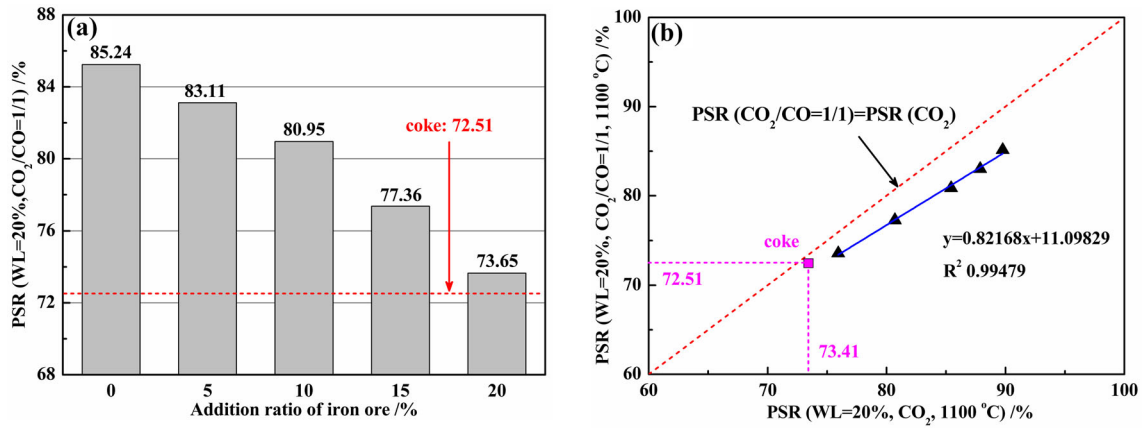 (a)
88
84
80
76
72
68
PSR (WL=20%,CO2/CO=1/1) /%
85.24
83.11
80.95
77.36
73.65
coke: 72.51
0 5 10 15 20
Addition ratio of iron ore /%
(b)
100
90
80
70
60
PSR (WL=20%, CO2/CO=1/1, 1100 °C) /%
PSR (CO2/CO=1/1)=PSR (CO2)
coke
72.51
73.41
y=0.82168x+11.09829
R² 0.99479
60 70 80 90 100
PSR (WL=20%, CO2, 1100 °C) /%